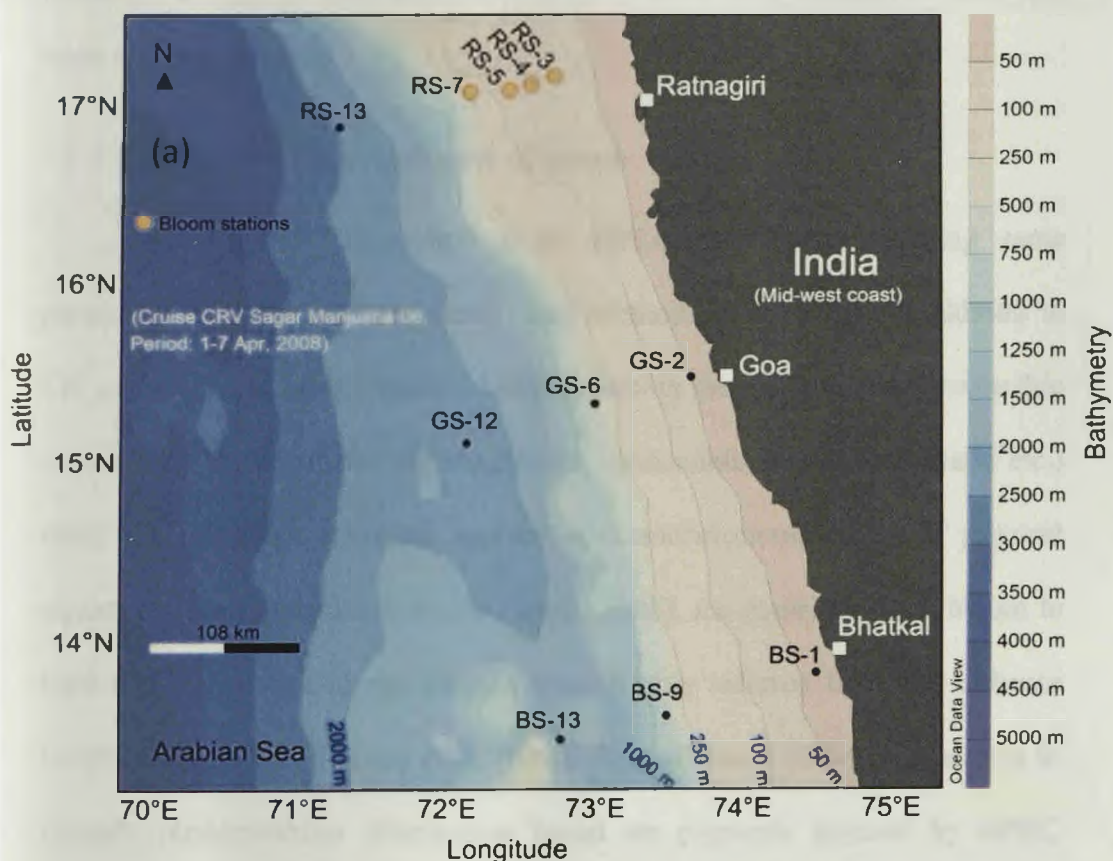 N
17°N
16°N
15°N
14°N
Latitude
(a)
RS-13
RS-7
RS-5
RS-4
RS-3
Ratnagiri
Bloom stations
(Cruise CRV Sagar Manjusha-06,
Period: 1-7 Apr, 2008)
India
(Mid-west coast)
GS-2
Goa
GS-6
GS-12
108 km
Bhatkal
BS-1
BS-9
BS-13
Arabian Sea
2000 m
1000 m
250 m
100 m
50 m
70°E
71°E
72°E
73°E
74°E
75°E
Longitude
50 m
100 m
250 m
500 m
750 m
1000 m
1250 m
1500 m
2000 m
2500 m
3000 m
3500 m
4000 m
4500 m
5000 m
Bathymetry
Ocean Data View